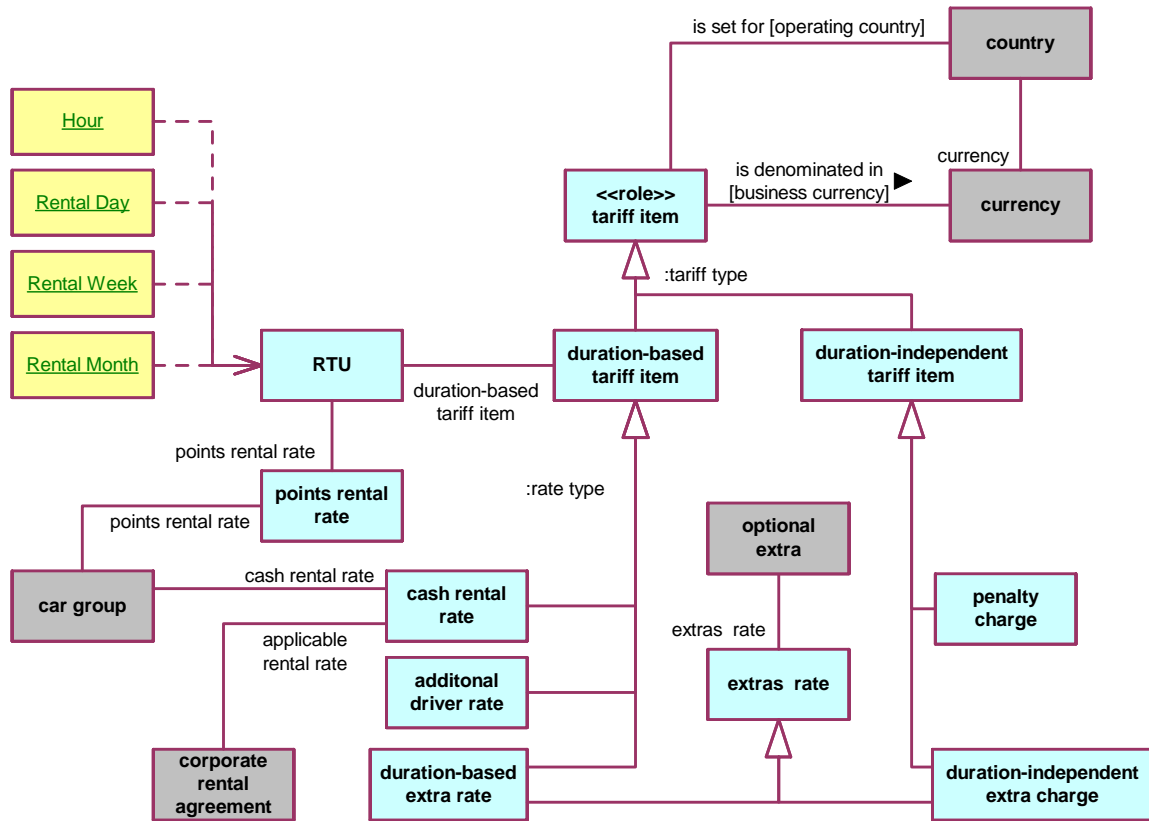 is set for [operating country]
country
Hour
currency
is denominated in
[business currency]
<<role>>
tariff item
currency
Rental Day
Rental Week
:tariff type
Rental Month
RTU
duration-based
tariff item
duration-independent
tariff item
duration-based
tariff item
points rental rate
points rental
rate
:rate type
points rental rate
optional
extra
cash rental rate
car group
cash rental
rate
penalty
charge
applicable
rental rate
extras  rate
additonal
driver rate
extras  rate
corporate
rental
agreement
duration-based
extra rate
duration-independent
extra charge